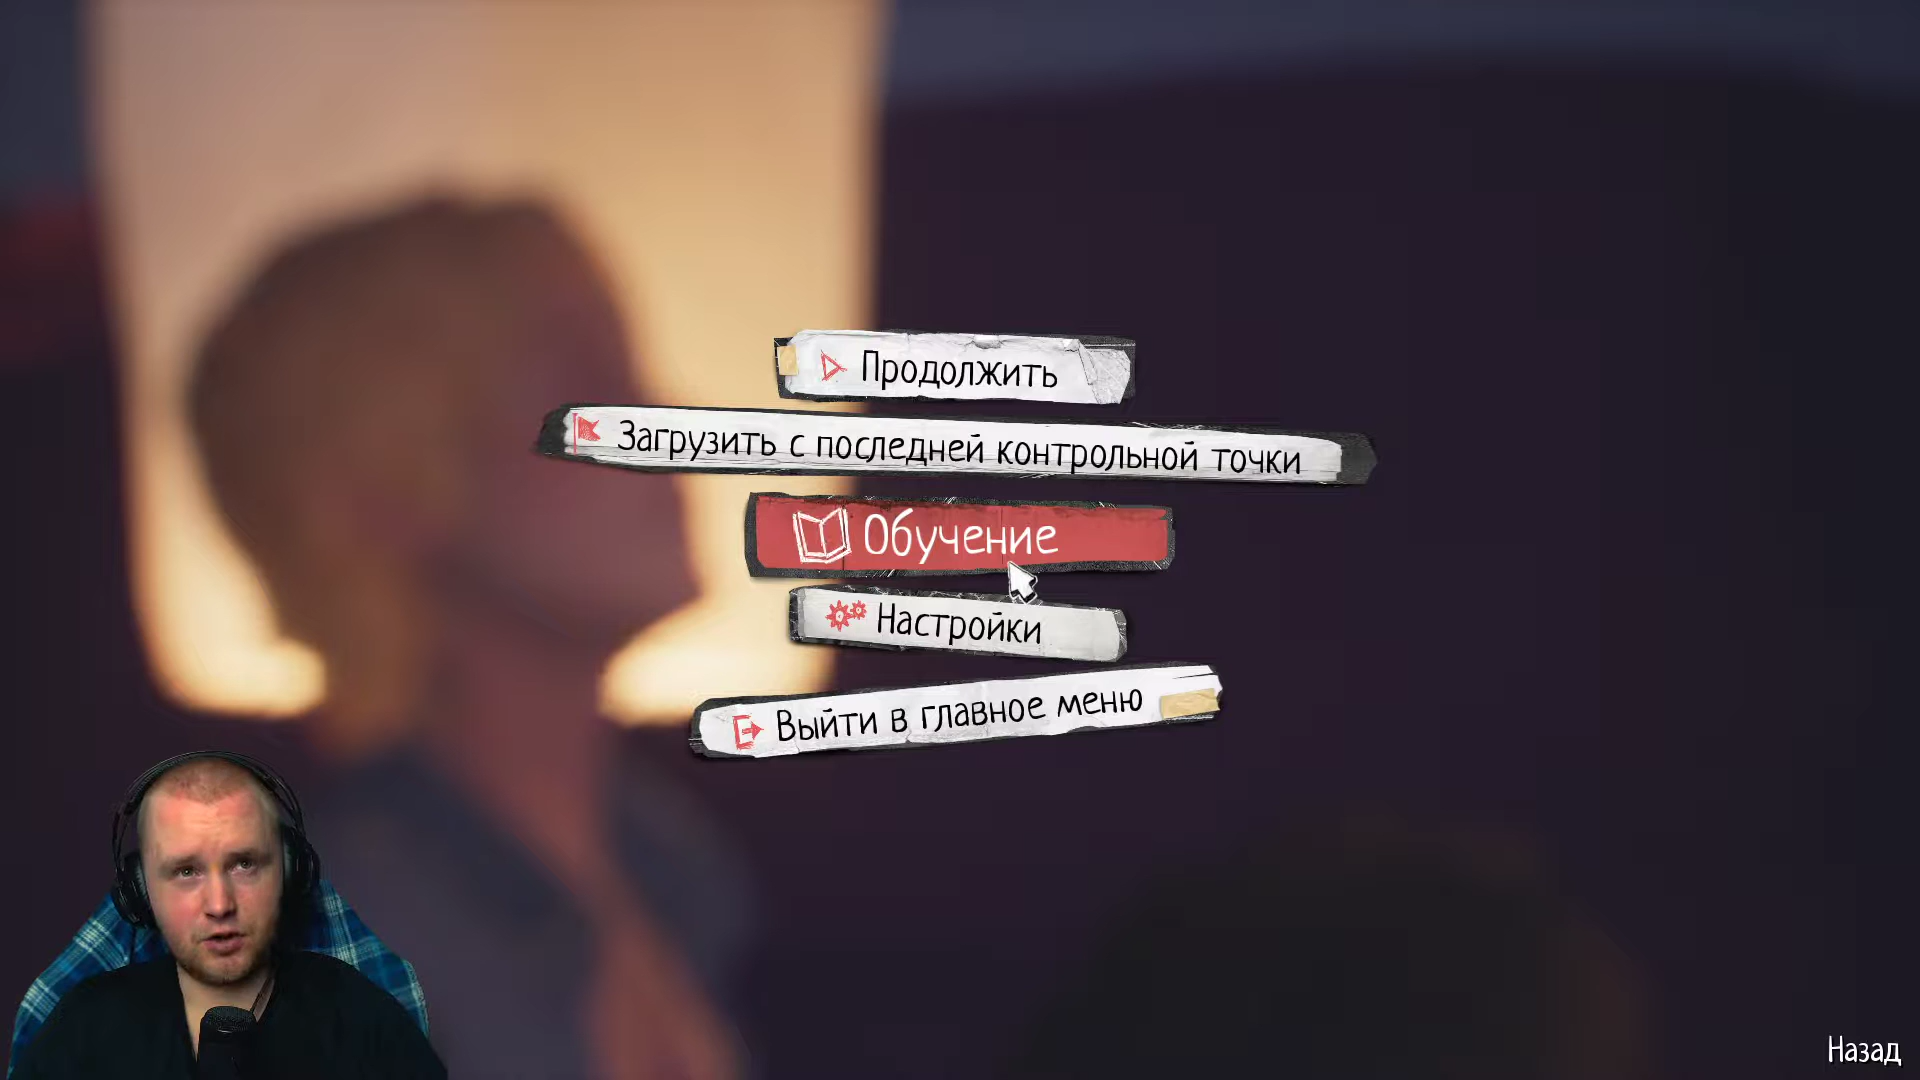 Продолжить
Загрузить с последней контрольной точки
Обучение
Настройки
Выйти в главное меню
Назад